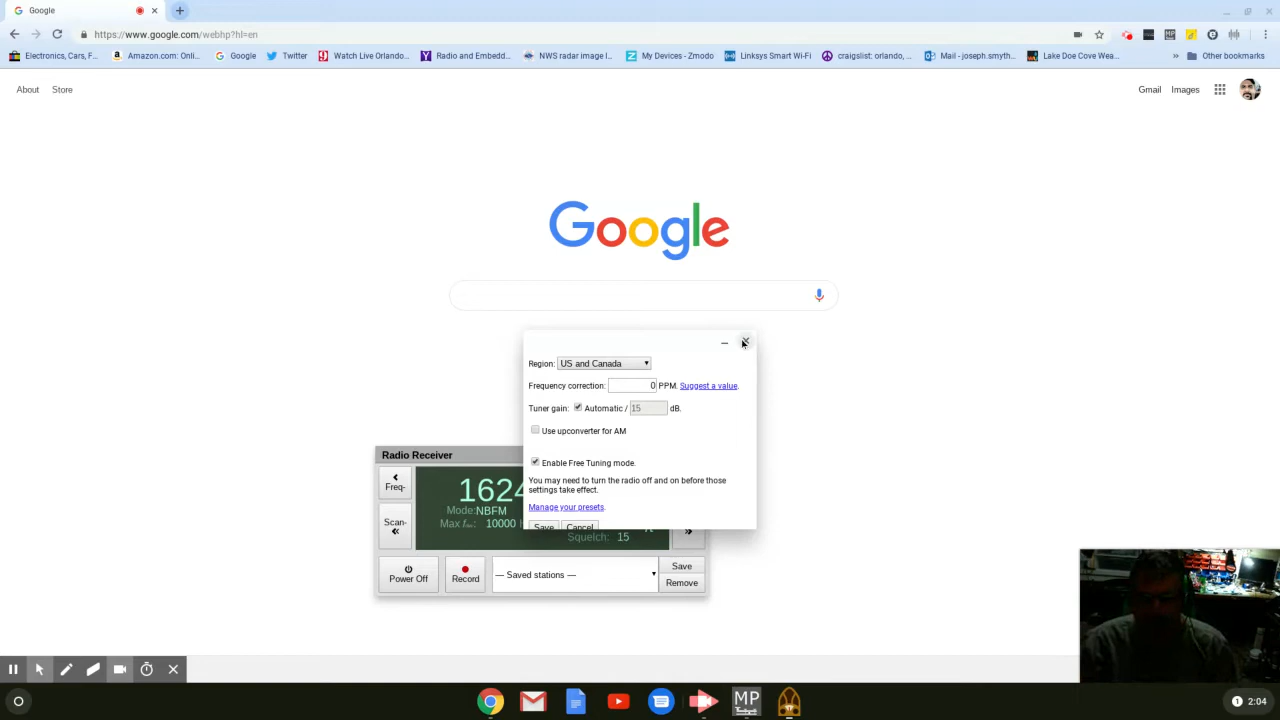 Google
https://www.google.com/webhp?hl=en
Electronics, Cars, F...
Amazon.com: Onli...
Google
Twitter
Watch Live Orlando...
Radio and Embedd...
NWS radar image l...
My Devices - Zmodo
Linksys Smart Wi-Fi
craigslist: orlando, ...
Mail - joseph.smyth...
Lake Doe Cove Wea...
» Other bookmarks
About Store
Gmail Images
Google
Region: US and Canada
Frequency correction: 0 PPM. Suggest a value.
Tuner gain: Automatic / 15 dB.
Use upconverter for AM
Enable Free Tuning mode.
You may need to turn the radio off and on before those
settings take effect.
Manage your presets.
Save Cancel
Radio Receiver
Freq-
1624
Mode: NBFM
Max f 10000
Scan-
Squelch: 15
Power Off
Record
— Saved stations —
Save
Remove
MP
2:04